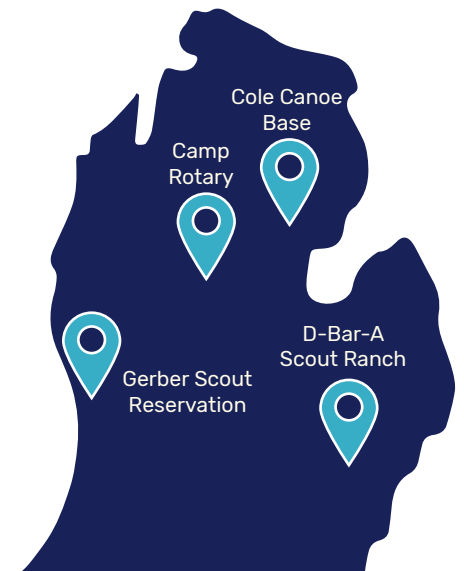 Cole Canoe
Base
Camp
Rotary
D-Bar-A
Scout Ranch
Gerber Scout
Reservation